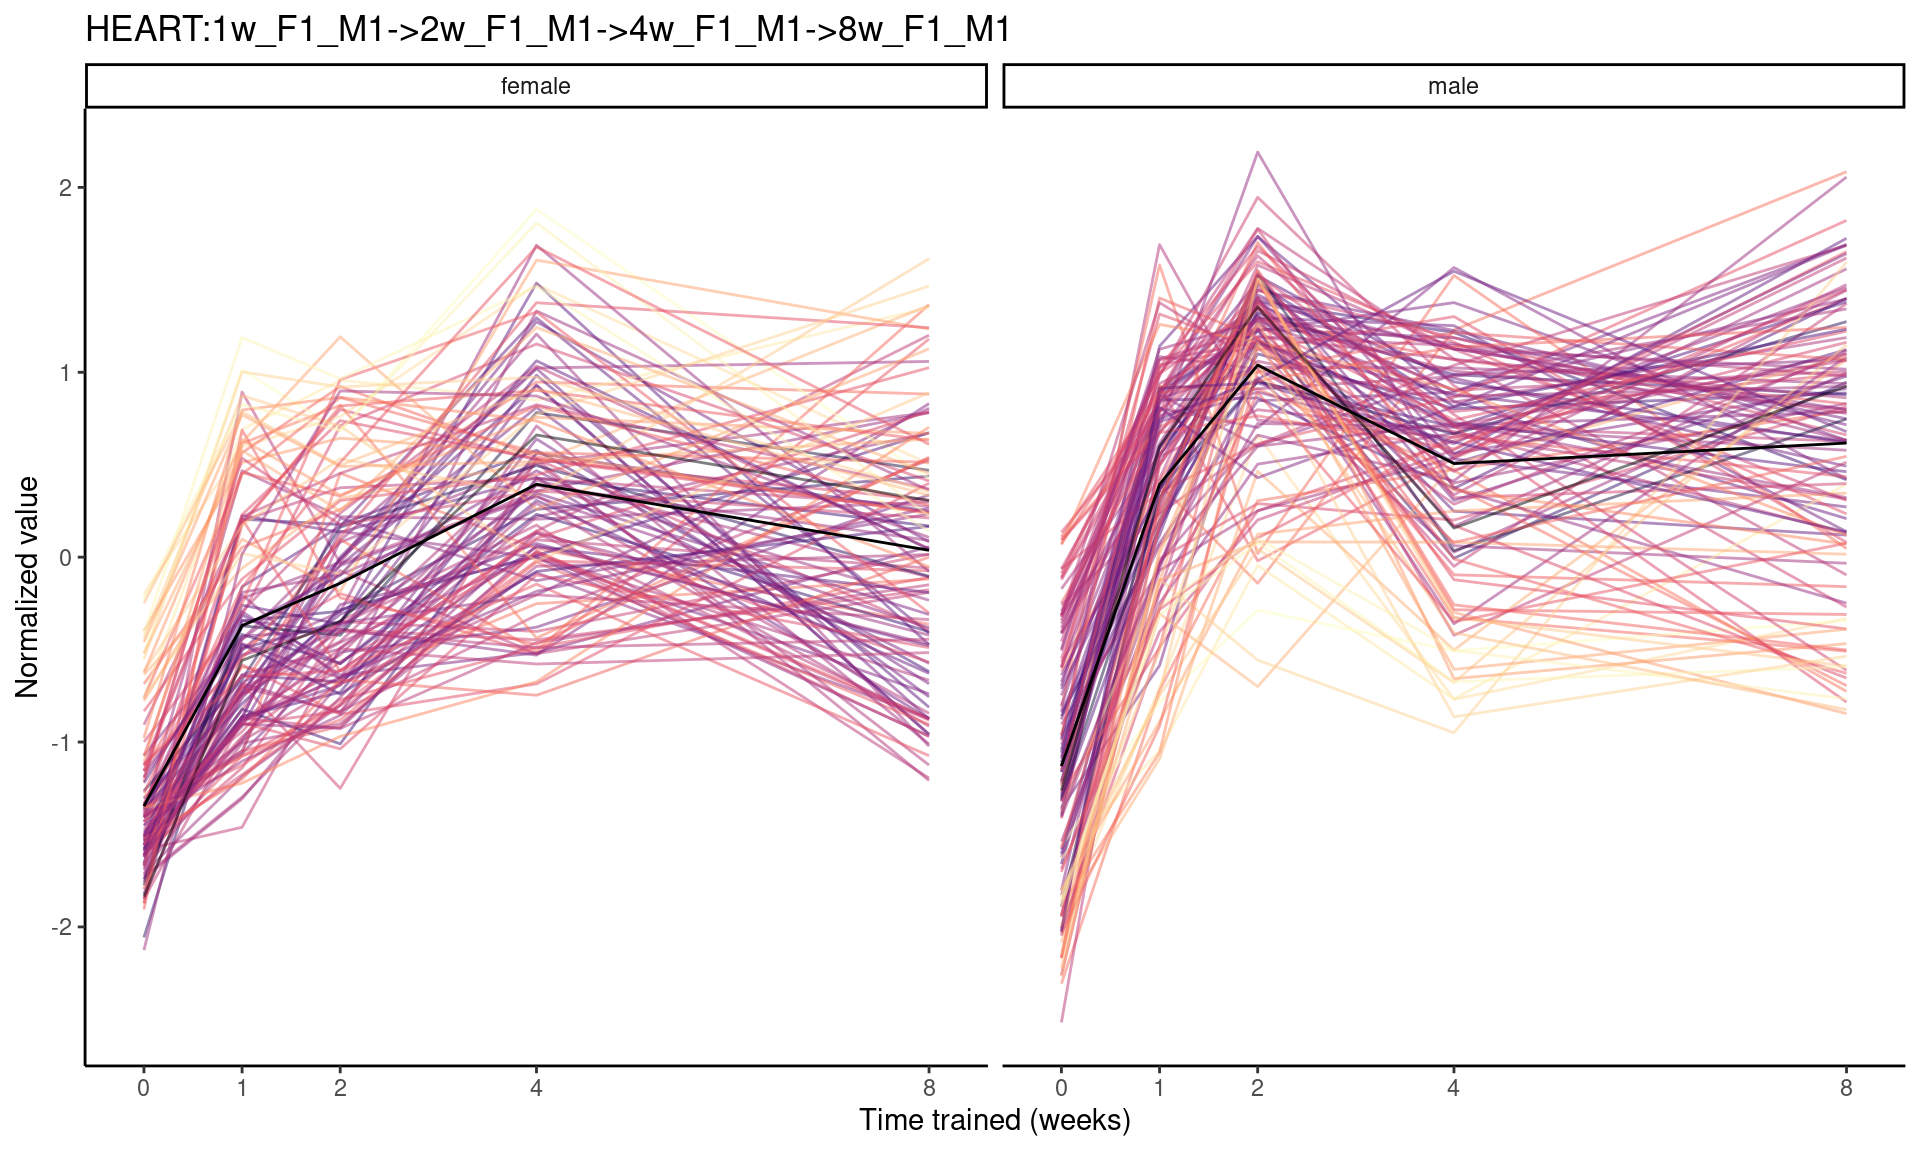 HEART:1w_F1_M1->2w_F1_M1->4w_F1_M1->8w_F1_M1
female
male
Normalized value
2
1
0
-1
-2
0 1 2 4 8
0 1 2 4 8
Time trained (weeks)